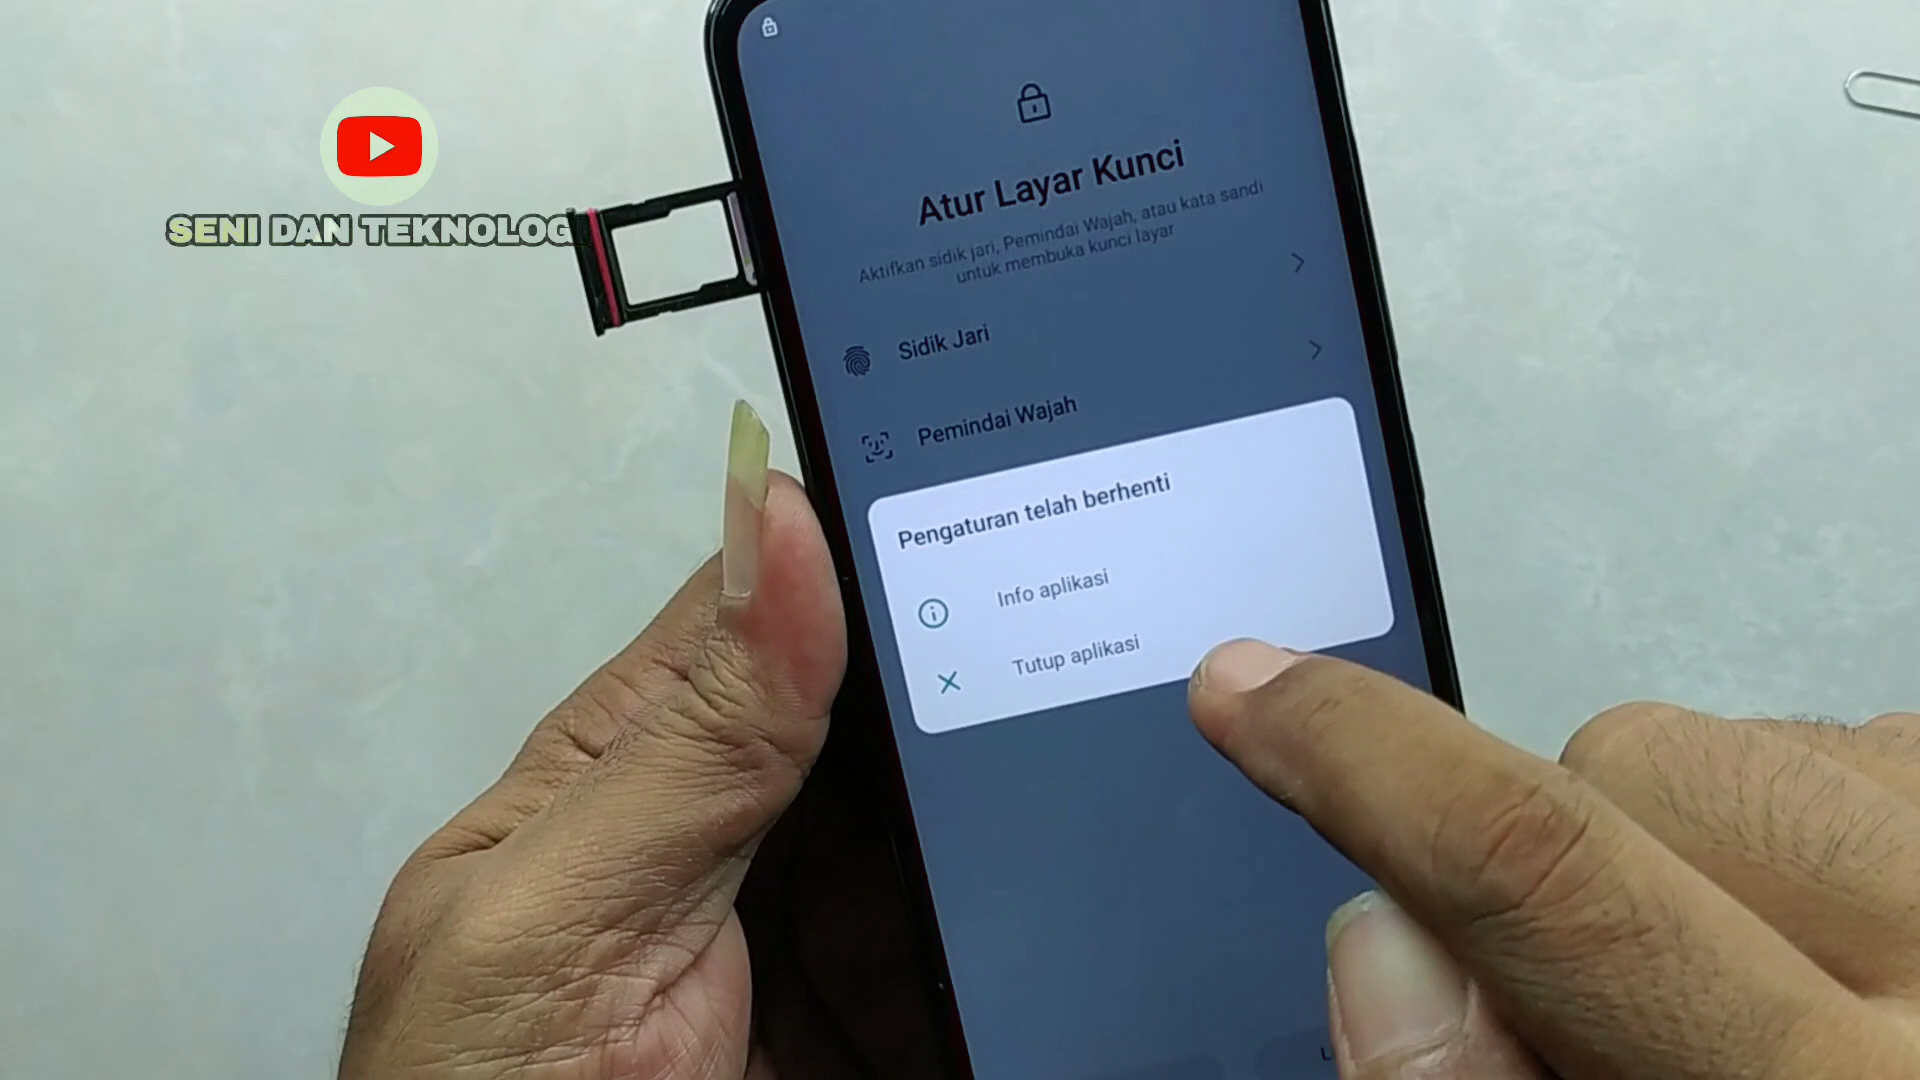 SENI DAN TEKNOLOG
Atur Layar Kunci
Aktifkan sidik jari, Pemindai Wajah, atau kata sandi
untuk membuka kunci layar
Sidik Jari
Pemindai Wajah
Pengaturan telah berhenti
Info aplikasi
Tutup aplikasi